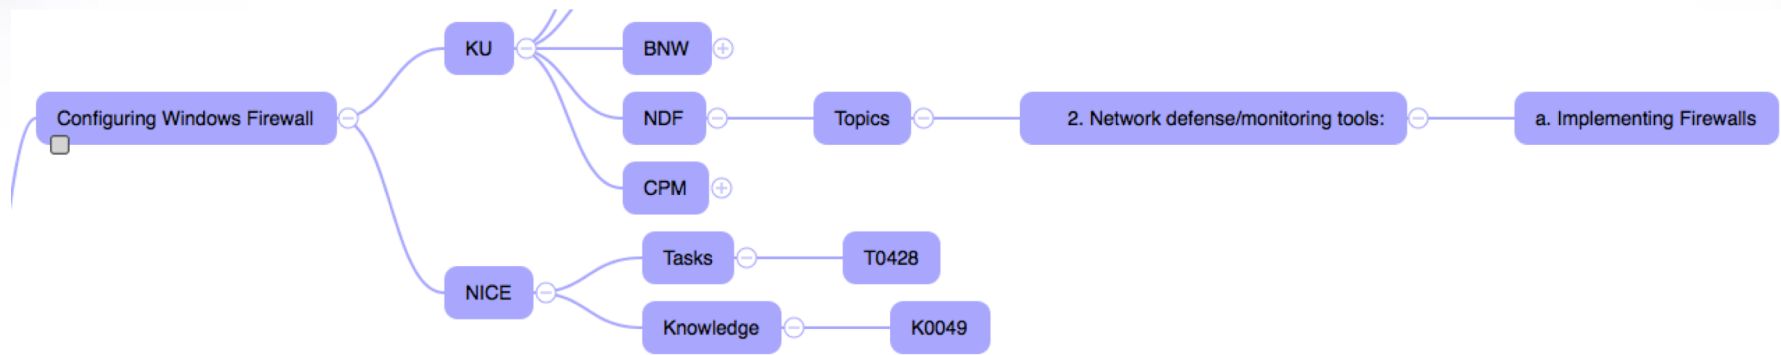 KU
BNW
Configuring Windows Firewall
NDF
Topics
2. Network defense/monitoring tools:
a. Implementing Firewalls
CPM
Tasks
T0428
NICE
Knowledge
K0049